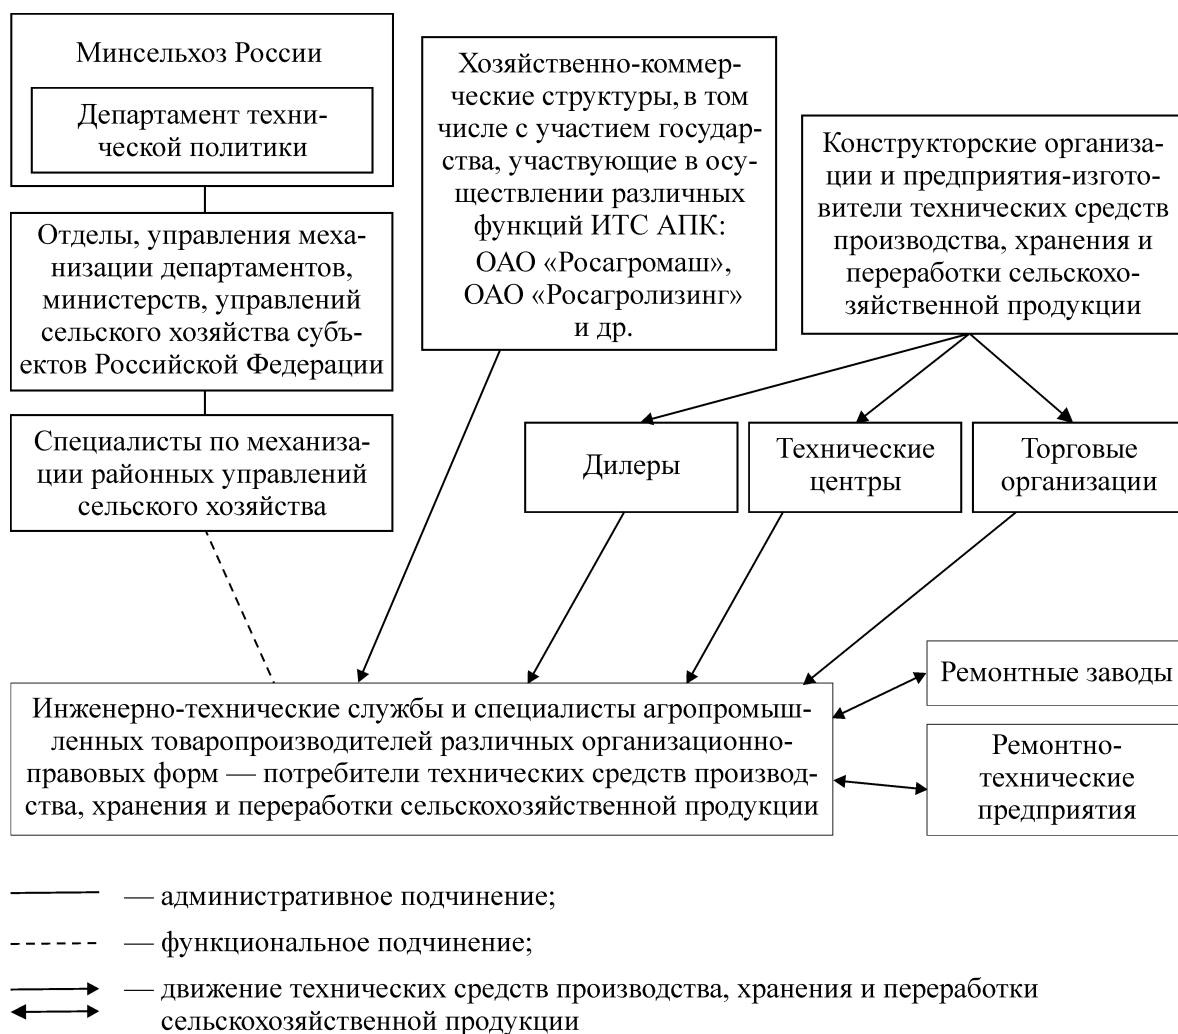 Минсельхоз России
Департамент техни-
ческой политики
Отделы, управления меха-
низации департаментов,
министерств, управлений
сельского хозяйства субъ-
ектов Российской Федерации
Специалисты по механиза-
ции районных управлений
сельского хозяйства
Хозяйственно-коммер-
ческие структуры, в том
числе с участием государ-
ства, участвующие в осу-
ществлении различных
функций ИТС АПК:
ОАО «Росагромаш»,
ОАО «Росагролизинг»
и др.
Конструкторские организа-
ции и предприятия-изгото-
вители технических средств
производства, хранения и
переработки сельскохо-
зяйственной продукции
Дилеры
Технические
центры
Торговые
организации
Инженерно-технические службы и специалисты агропромыш-
ленных товаропроизводителей различных организационно-
правовых форм — потребители технических средств производ-
ства, хранения и переработки сельскохозяйственной продукции
Ремонтные заводы
Ремонтно-
технические
предприятия
— административное подчинение;
— функциональное подчинение;
— движение технических средств производства, хранения и переработки
сельскохозяйственной продукции